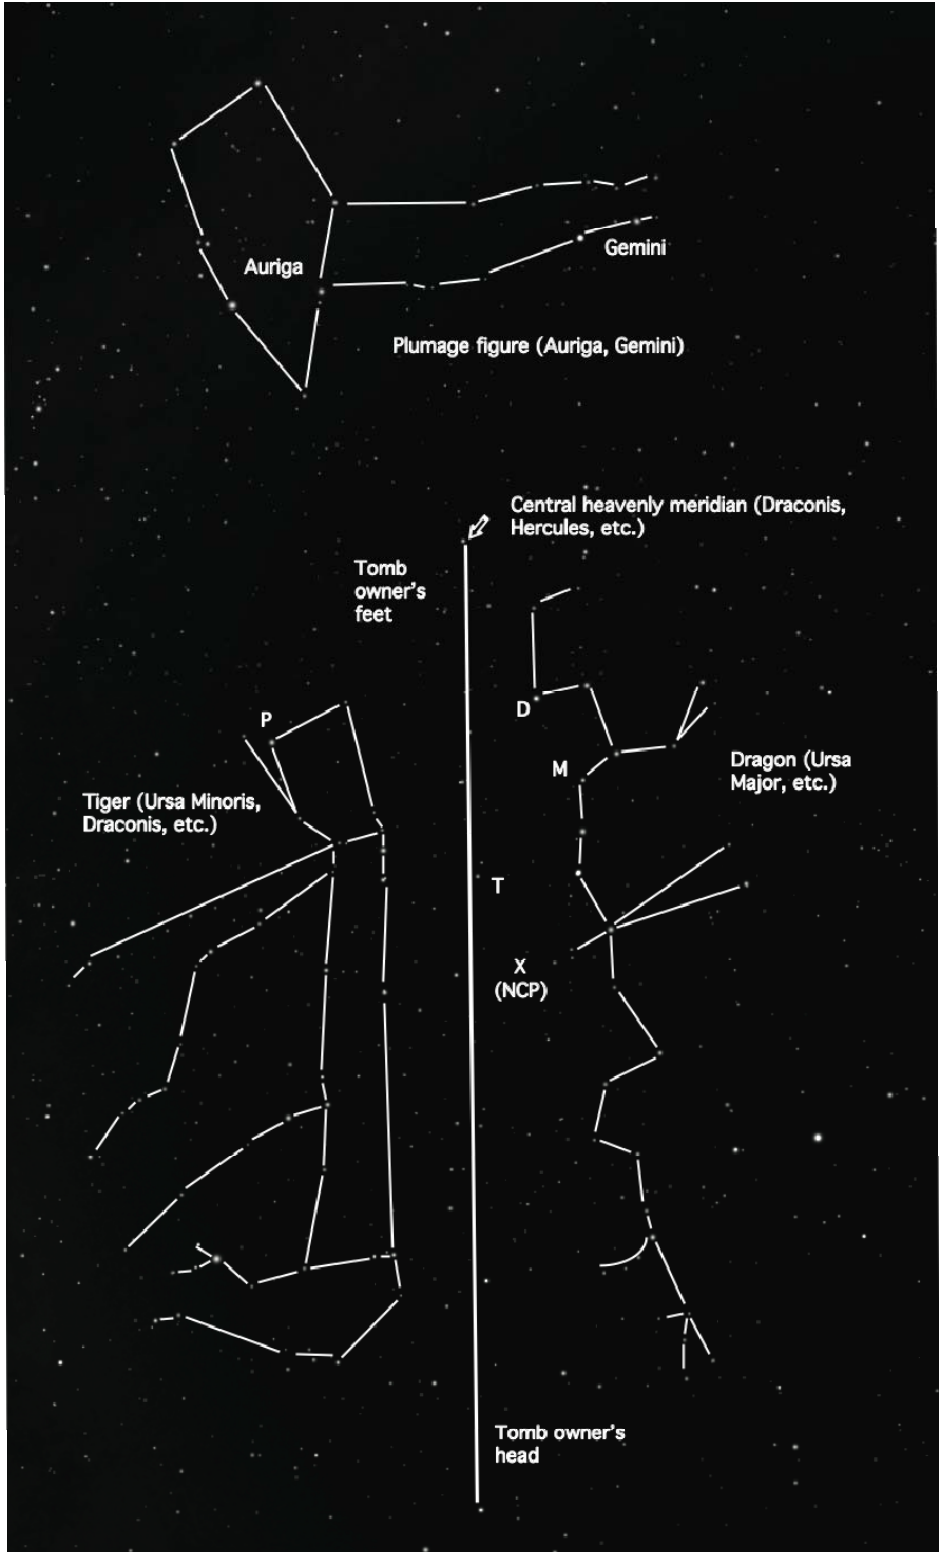 Auriga
Gemini
Plumage figure (Auriga, Gemini)
Central heavenly meridian (Draconis,
Hercules, etc.)
Tomb
owner's
feet
D
P
M
Dragon (Ursa
Major, etc.)
Tiger (Ursa Minoris,
Draconis, etc.)
T
X
(NCP)
Tomb owner's
head